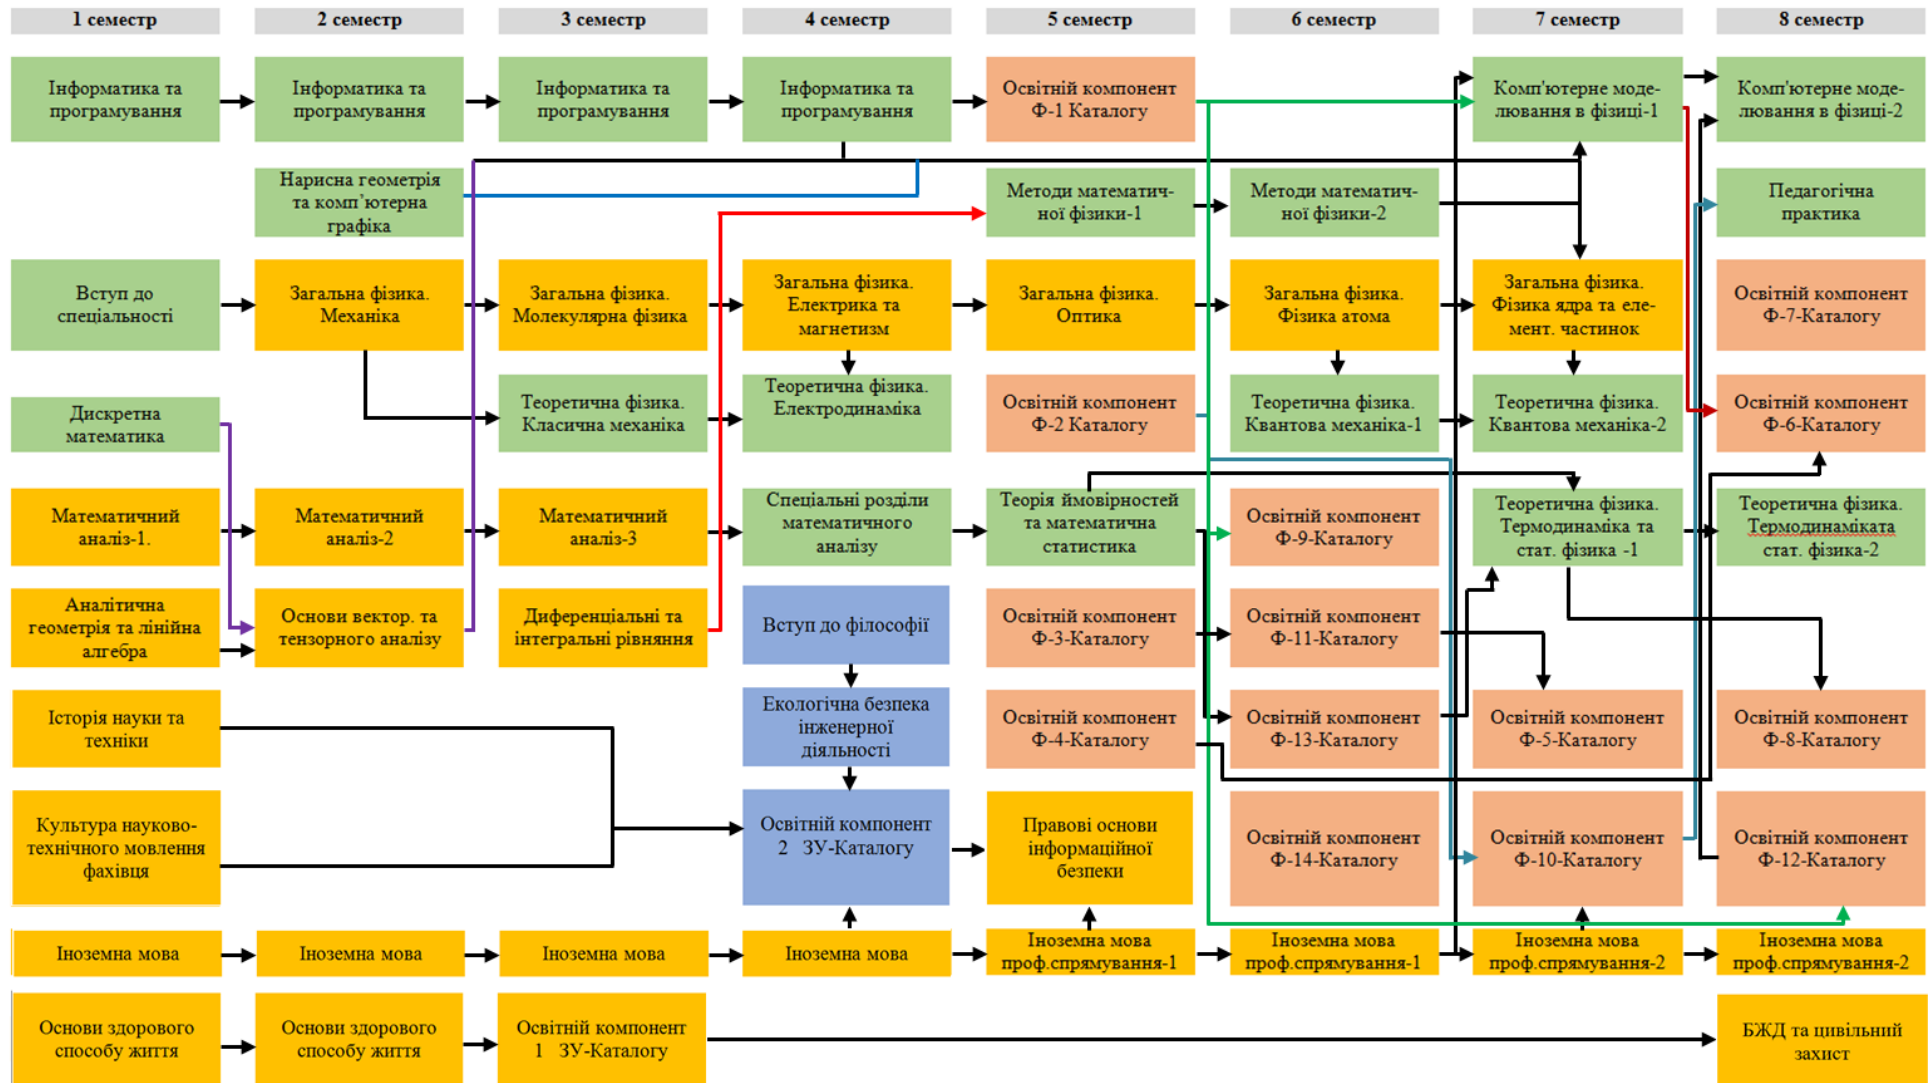 1 семестр
2 семестр
3 семестр
4 семестр
5 семестр
6 семестр
7 семестр
8 семестр
Інформатика та
програмування
Інформатика та
програмування
Інформатика та
програмування
Інформатика та
програмування
Освітній компонент
Ф-1 Каталогу
Комп'ютерне моде-
лювання в фізиці-1
Комп'ютерне моде-
лювання в фізиці-2
Нарисна геометрія
та комп’ютерна
графіка
Методи математич-
ної фізики-1
Методи математич-
ної фізики-2
Педагогічна
практика
Вступ до
спеціальності
Загальна фізика.
Механіка
Загальна фізика.
Молекулярна фізика
Загальна фізика.
Електрика та
магнетизм
Загальна фізика.
Оптика
Загальна фізика.
Фізика атома
Загальна фізика.
Фізика ядра та еле-
мент. частинок
Освітній компонент
Ф-7-Каталогу
Дискретна
математика
Теоретична фізика.
Класична механіка
Теоретична фізика.
Електродинаміка
Освітній компонент
Ф-2 Каталогу
Теоретична фізика.
Квантова механіка-1
Теоретична фізика.
Квантова механіка-2
Освітній компонент
Ф-6-Каталогу
Математичний
аналіз-1.
Математичний
аналіз-2
Математичний
аналіз-3
Спеціальні розділи
математичного
аналізу
Теорія ймовірностей
та математична
статистика
Освітній компонент
Ф-9-Каталогу
Теоретична фізика.
Термодинаміка та
стат. фізика -1
Теоретична фізика.
Термодинаміката
стат. фізика-2
Аналітична
геометрія та лінійна
алгебра
Основи вектор. та
тензорного аналізу
Диференціальні та
інтегральні рівняння
Вступ до філософії
Освітній компонент
Ф-3-Каталогу
Освітній компонент
Ф-11-Каталогу
Історія науки та
техніки
Екологічна безпека
інженерної
діяльності
Освітній компонент
Ф-4-Каталогу
Освітній компонент
Ф-13-Каталогу
Освітній компонент
Ф-5-Каталогу
Освітній компонент
Ф-8-Каталогу
Культура науково-
технічного мовлення
фахівця
Освітній компонент
2 ЗУ-Каталогу
Правові основи
інформаційної
безпеки
Освітній компонент
Ф-14-Каталогу
Освітній компонент
Ф-10-Каталогу
Освітній компонент
Ф-12-Каталогу
Іноземна мова
Іноземна мова
Іноземна мова
Іноземна мова
Іноземна мова
проф.спрямування-1
Іноземна мова
проф.спрямування-1
Іноземна мова
проф.спрямування-2
Іноземна мова
проф.спрямування-2
Основи здорового
способу життя
Основи здорового
способу життя
Освітній компонент
1 ЗУ-Каталогу
БЖД та цивільний
захист